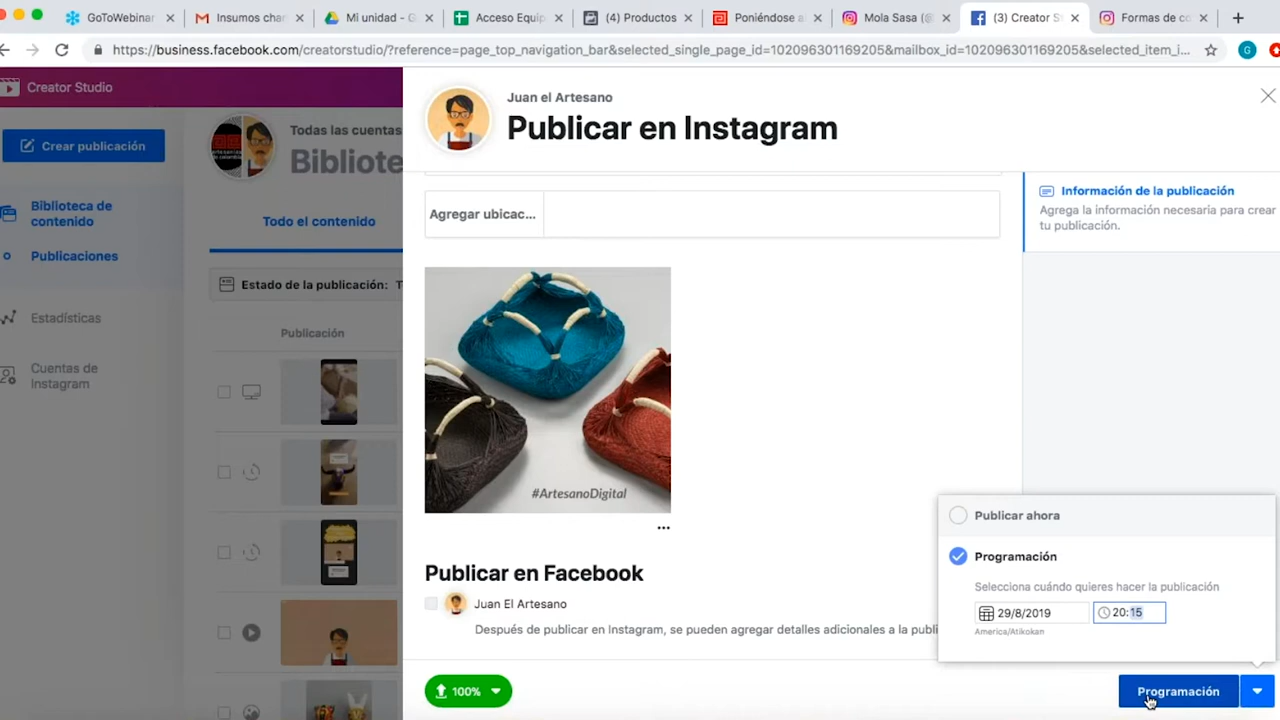 GoToWebinar
Insumos chan
Mi unidad - G
Acceso Equip
(4) Productos
Poniéndose a
Mola Sasa (@
(3) Creator S
Formas de co
https://business.facebook.com/creatorstudio/?reference=page_top_navigation_bar&selected_single_page_id=102096301169205&mailbox_id=102096301169205&selected_item_i...
G
Creator Studio
Crear publicación
Biblioteca de
contenido
Publicaciones
Estadísticas
Cuentas de
Instagram
Todas las cuentas
Bibliote
Todo el contenido
Estado de la publicación: T
Publicación
Juan el Artesano
Publicar en Instagram
Agregar ubicac...
#ArtesanoDigital
Publicar en Facebook
Juan El Artesano
Después de publicar en Instagram, se pueden agregar detalles adicionales a la publi
100%
Información de la publicación
Agrega la información necesaria para crear
tu publicación.
Publicar ahora
Programación
Selecciona cuándo quieres hacer la publicación
29/8/2019
20:15
America/Atikokan
Programación